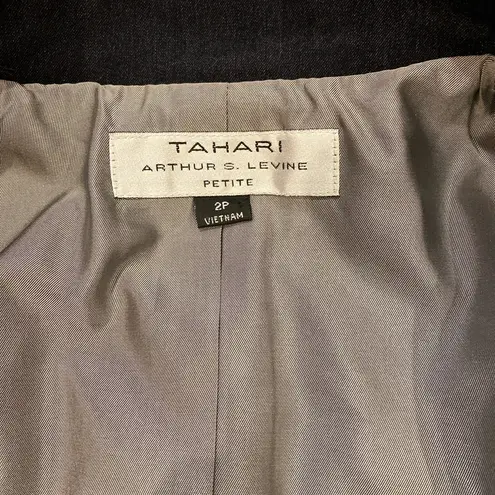 TAHARI
ARTHUR S. LEVINE
PETITE
2P
VIETNAM